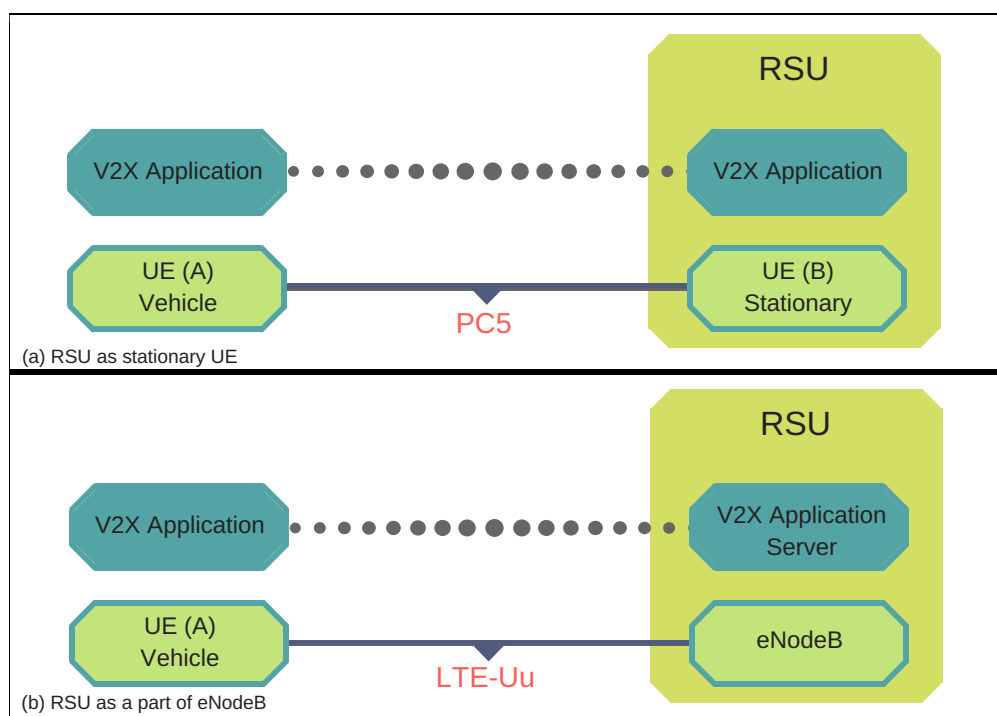 RSU
V2X Application
V2X Application
UE (A)
Vehicle
UE (B)
Stationary
PC5
(a) RSU as stationary UE
RSU
V2X Application
V2X Application
Server
UE (A)
Vehicle
eNodeB
LTE-Uu
(b) RSU as a part of eNodeB